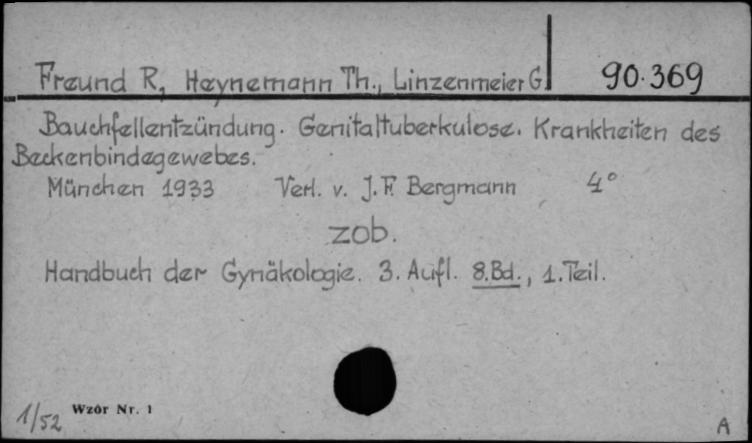 Freund R, Heynemann Th., Linzenmeier G. 90.369
Bauchfellentzündung. Genitaltuberkulose. Krankheiten des
Beckenbindegewebes.
München 1933 Verl. v. J. F. Bergmann 4°
zob.
Handbuch der Gynäkologie. 3. Aufl. 8.Bd., 1.Teil.
1/52 Wzór Nr. 1
A